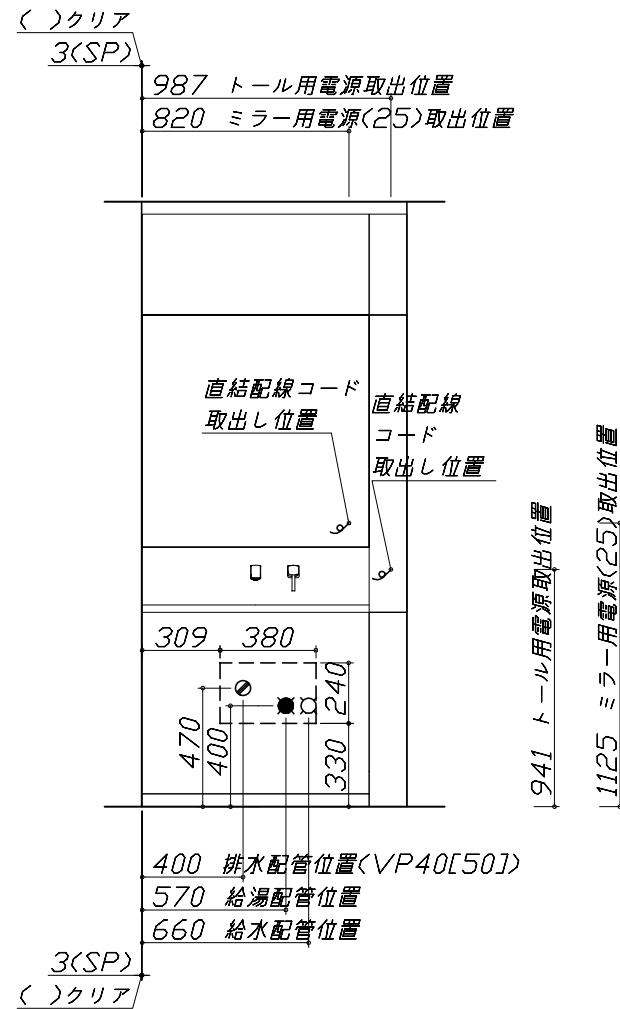 ( )クリア
3(SP)
987 トール用電源取出位置
820 ミラー用電源(25)取出位置
直結配線コード
取出し位置
直結配線
コード
取出し位置
309
380
240
330
470
400
941 トール用電源取出位置
1125 ミラー用電源(25)取出位置
400 排水配管位置(VP40[50])
570 給湯配管位置
660 給水配管位置
3(SP)
( )クリア